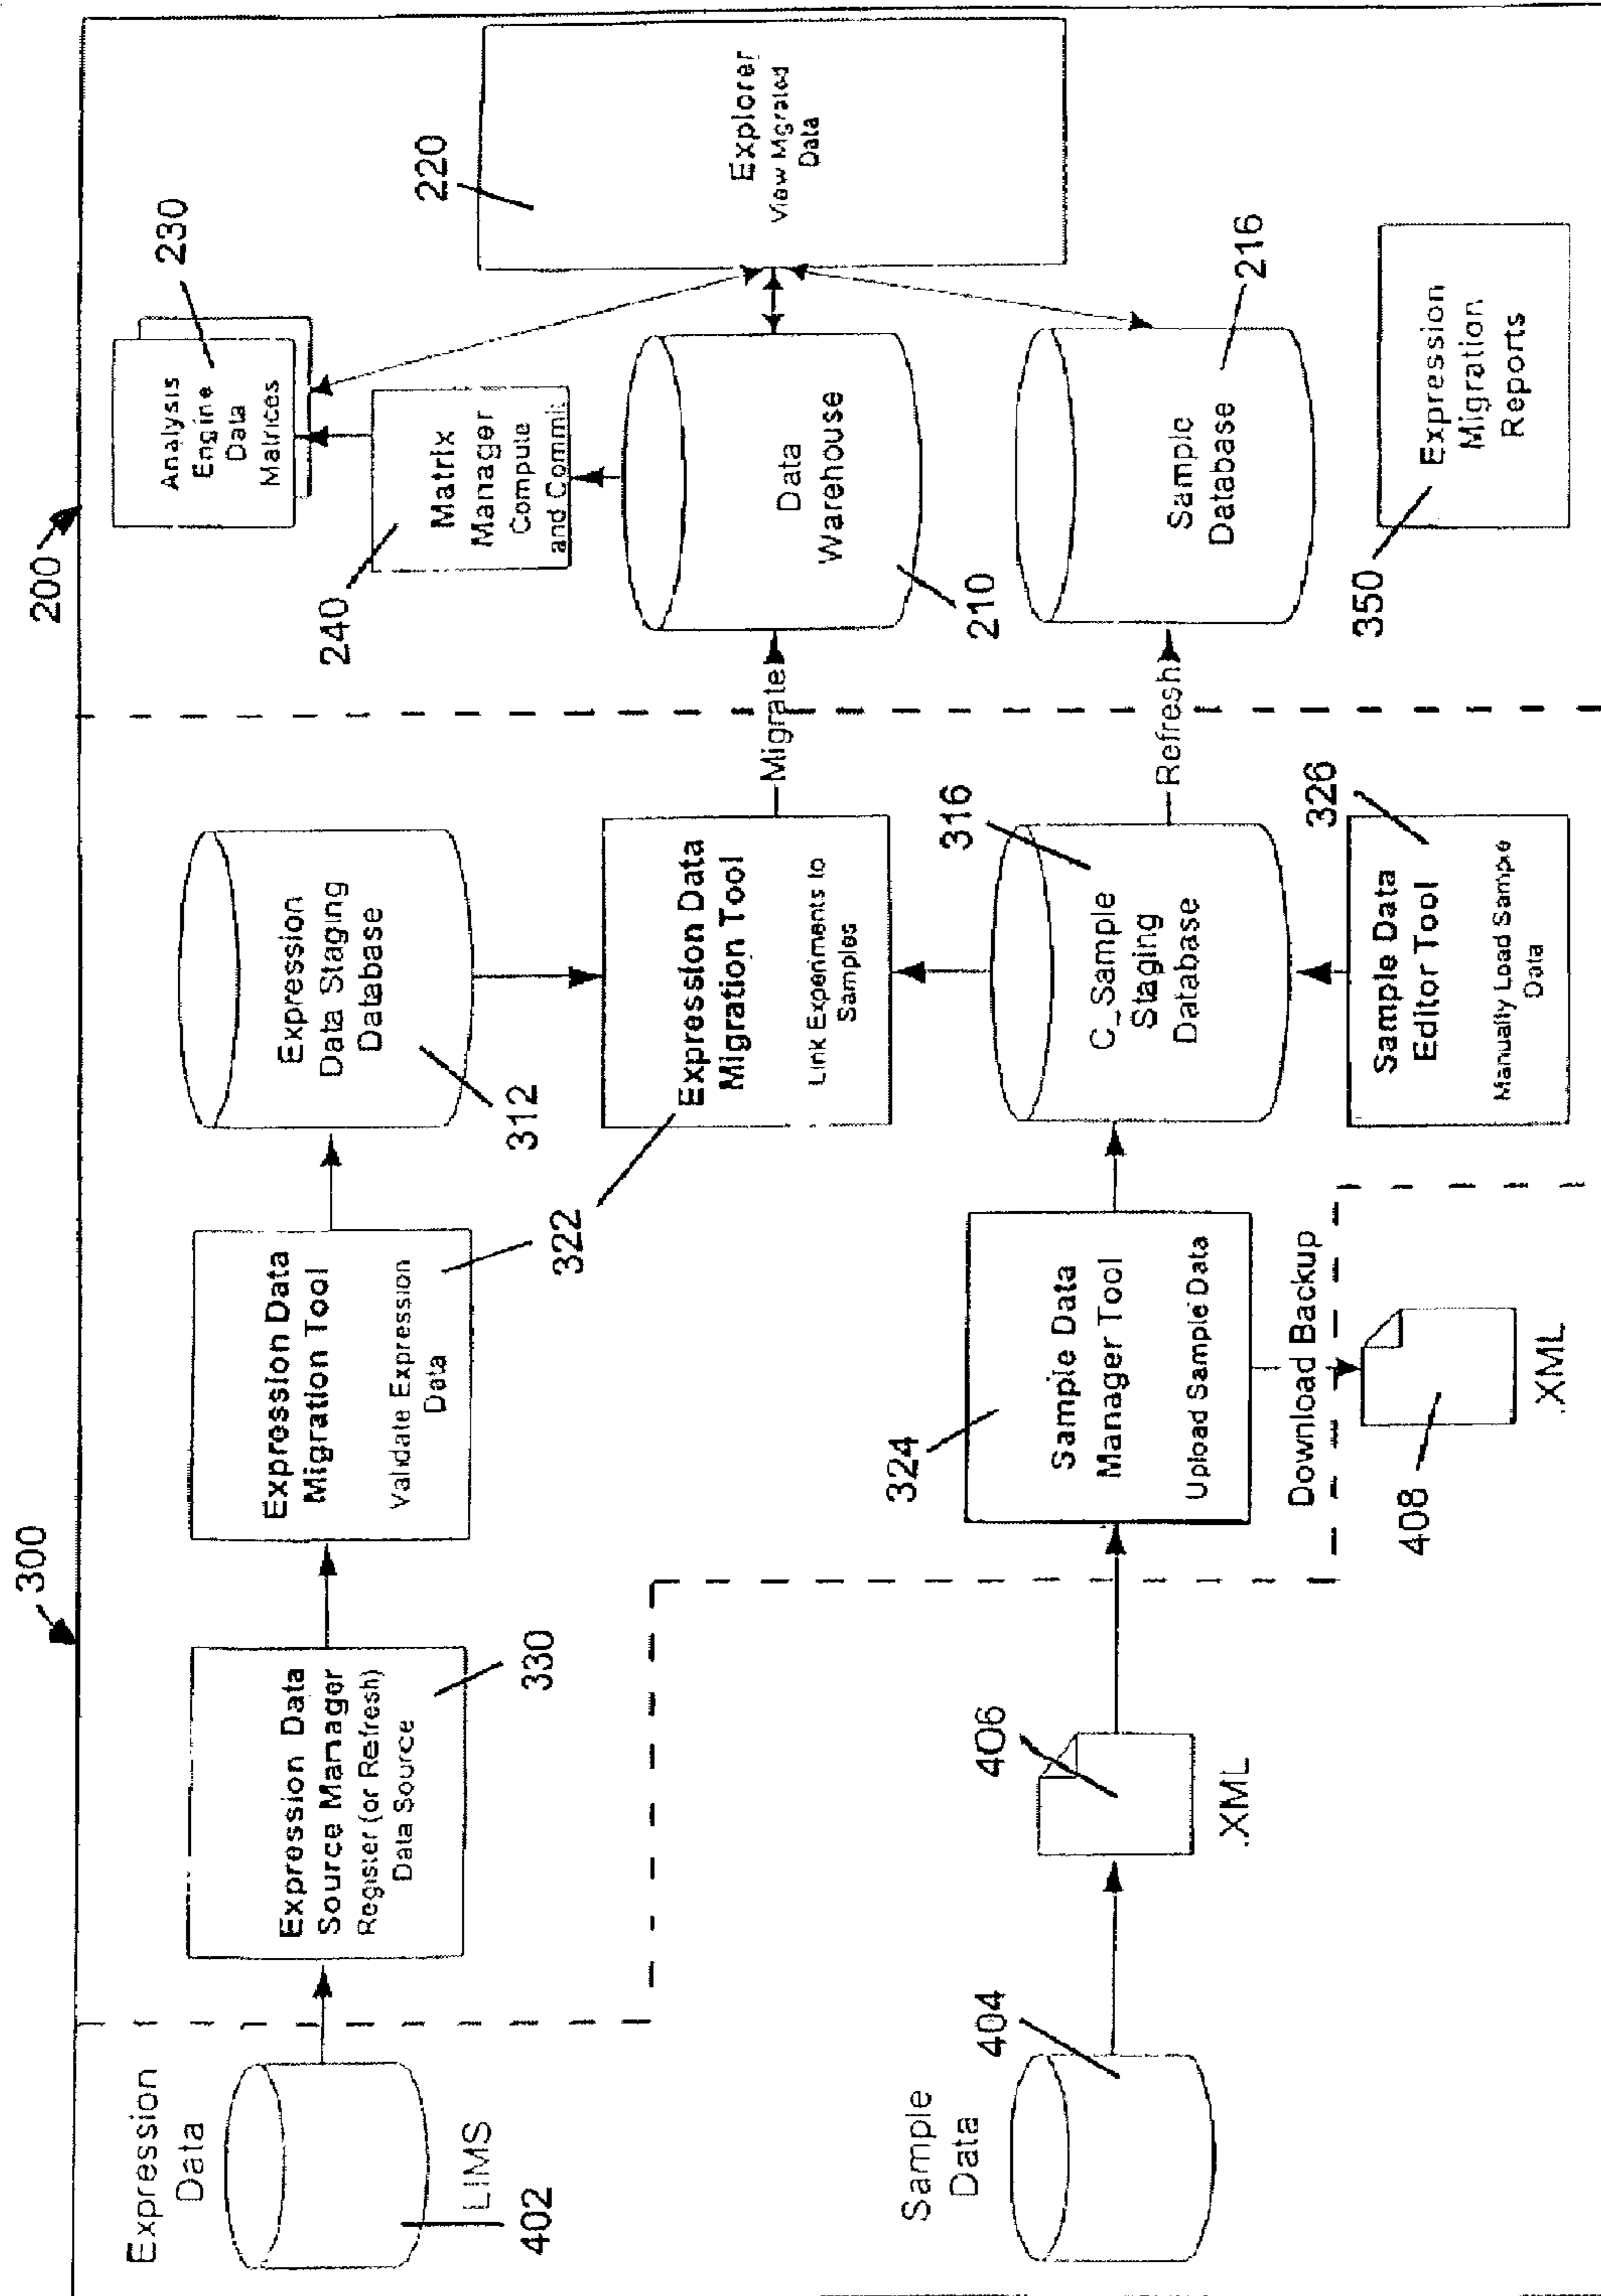 300
200
Expression
Data
LIMS
402
Expression Data
Source Manager
Register (or Refresh)
Data Source
330
Expression Data
Migration Tool
Validate Expression
Data
322
Expression
Data Staging
Database
312
Expression Data
Migration Tool
Link Experiments to
Samples
Migrate
Analysis
Engine
Data
Matrices
230
Matrix
Manager
Compute
and Commit
240
Data
Warehouse
210
220
Explorer
View Mgrated
Data
Sample
Data
404
406
.XML
324
Sample Data
Manager Tool
Upload Sample Data
Download Backup
408
.XML
316
C_Sample
Staging
Database
Refresh
Sample
Database
216
326
Sample Data
Editor Tool
Manually Load Sample
Data
350
Expression
Migration
Reports